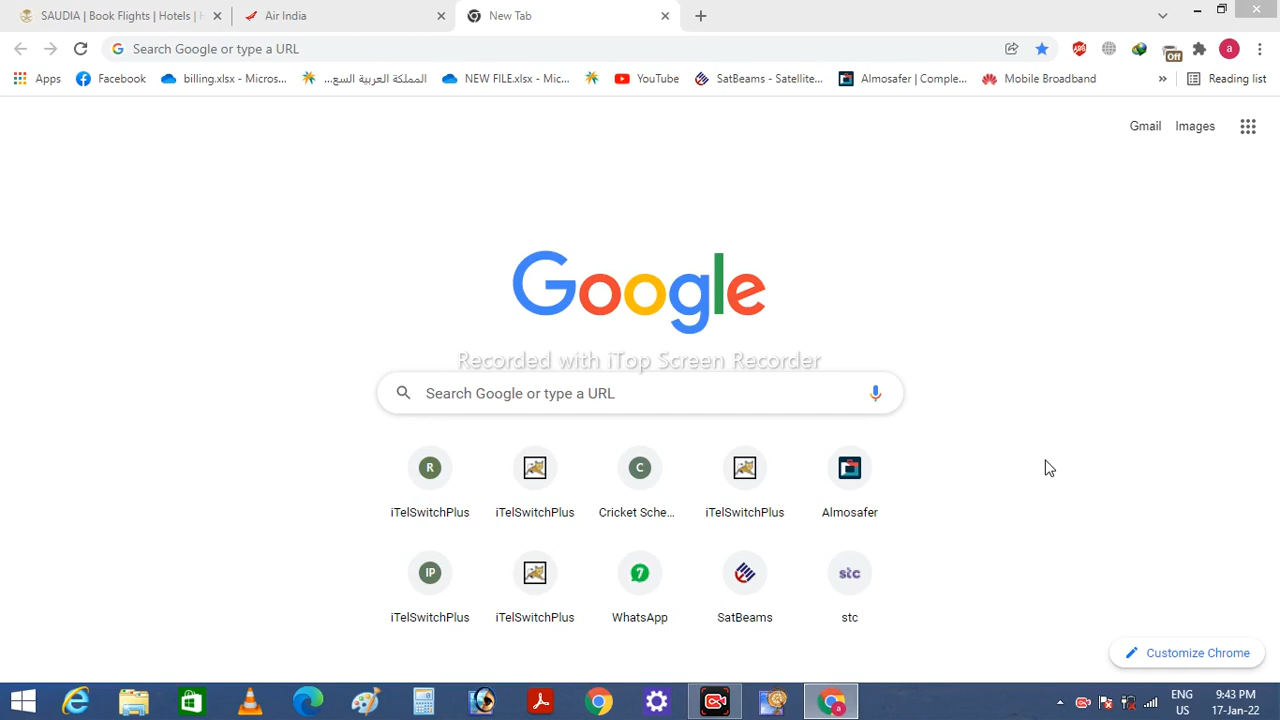 SAUDIA | Book Flights | Hotels |
Air India
New Tab
Search Google or type a URL
Apps
Facebook
billing.xlsx - Micros...
المملكة العربية السع...
NEW FILE.xlsx - Mic...
YouTube
SatBeams - Satellite...
Almosafer | Comple...
Mobile Broadband
»
Reading list
Off
a
Gmail
Images
Google
Recorded with iTop Screen Recorder
Search Google or type a URL
R
C
iTelSwitchPlus
iTelSwitchPlus
Cricket Sche...
iTelSwitchPlus
Almosafer
IP
7
stc
iTelSwitchPlus
iTelSwitchPlus
WhatsApp
SatBeams
stc
Customize Chrome
ENG
US
9:43 PM
17-Jan-22